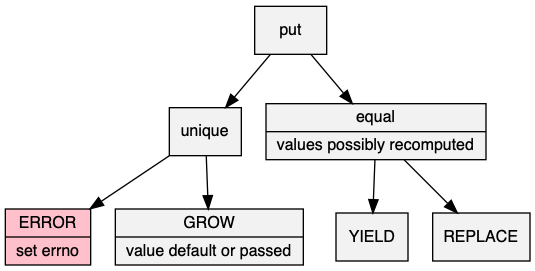 put
unique
equal
values possibly recomputed
ERROR
set errno
GROW
value default or passed
YIELD
REPLACE